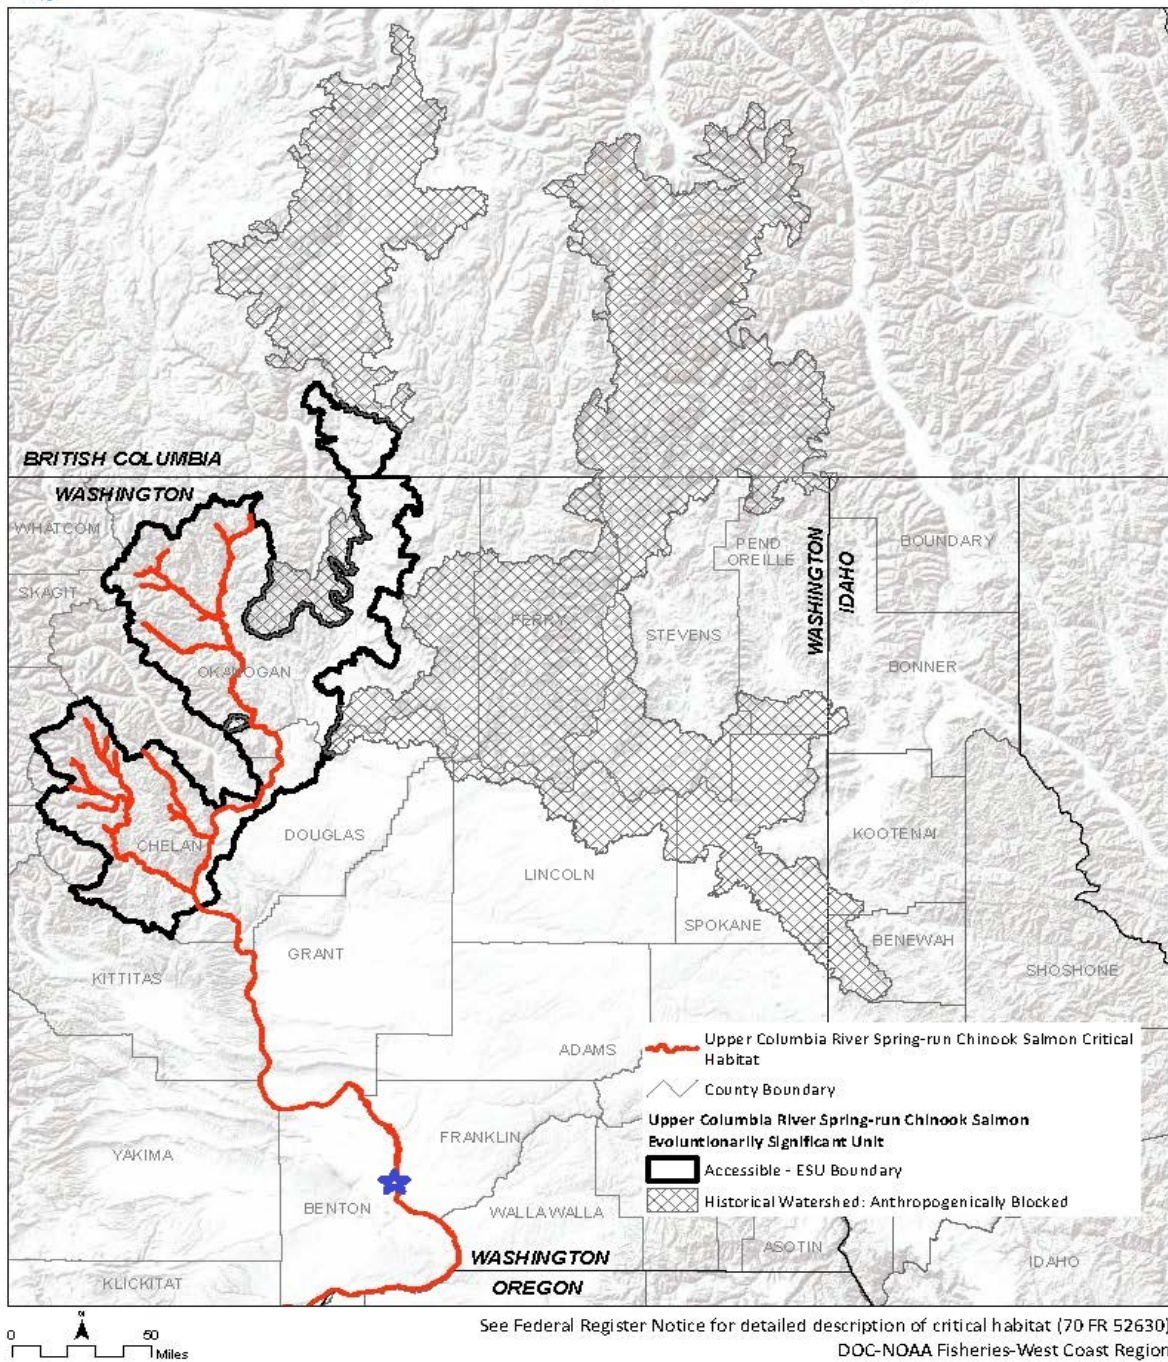 BRITISH COLUMBIA
WASHINGTON
WHATCOM
SKAGIT
OKANOGAN
FERRY
STEVENS
PEND
OREILLE
WASHINGTON
IDAHO
BOUNDARY
BONNER
CHELAN
DOUGLAS
LINCOLN
SPOKANE
KOOTENAI
BENEWAH
SHOSHONE
KITTITAS
GRANT
ADAMS
YAKIMA
FRANKLIN
BENTON
WALLA WALLA
ASOTIN
IDAHO
KLICKITAT
WASHINGTON
OREGON
Upper Columbia River Spring-run Chinook Salmon Critical
Habitat
County Boundary
Upper Columbia River Spring-run Chinook Salmon
Evoluntionarily Significant Unit
Accessible - ESU Boundary
Historical Watershed: Anthropogenically Blocked
N
0 50
Miles
See Federal Register Notice for detailed description of critical habitat (70 FR 52630)
DOC-NOAA Fisheries-West Coast Region